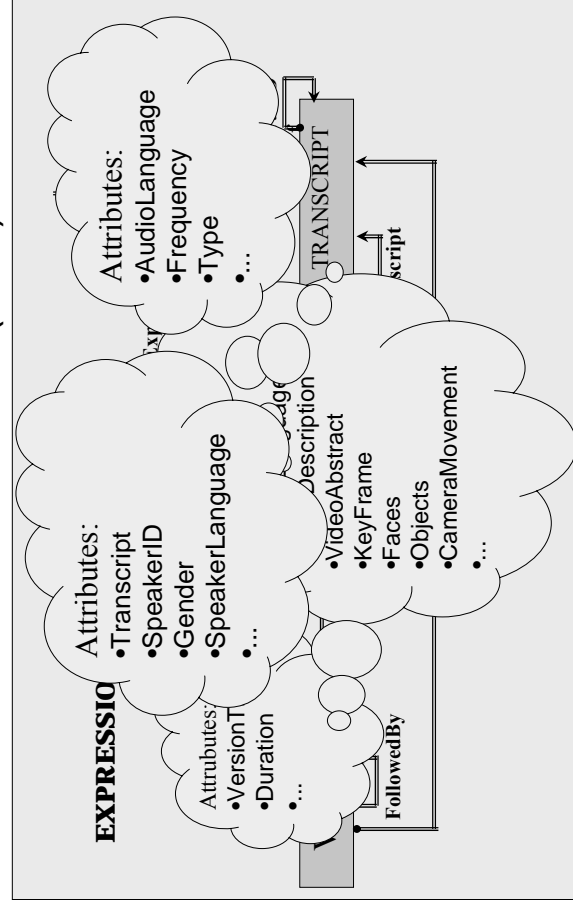 EXPRESSIO
Attributes:
•Transcript
•SpeakerID
•Gender
•SpeakerLanguage
•...
Attributes:
•AudioLanguage
•Frequency
•Type
•...
Attrubutes:
•VersionT
•Duration
•...
Description
•VideoAbstract
•KeyFrame
•Faces
•Objects
•CameraMovement
•...
TRANSCRIPT
script
FollowedBy